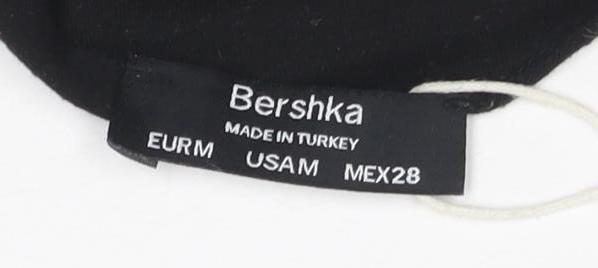 Bershka
MADE IN TURKEY
EUR M USA M MEX 28